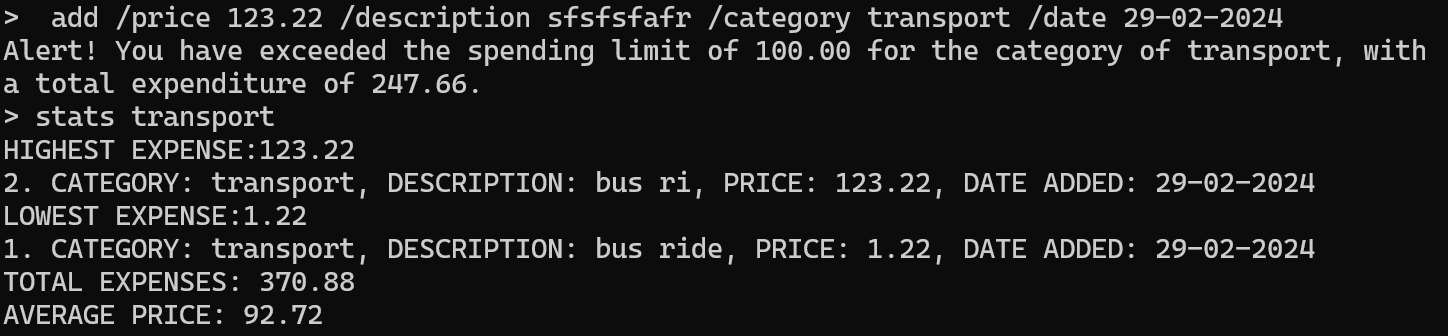 >  add /price 123.22 /description sfsfsfafr /category transport /date 29-02-2024
Alert! You have exceeded the spending limit of 100.00 for the category of transport, with
a total expenditure of 247.66.
> stats transport
HIGHEST EXPENSE:123.22
2. CATEGORY: transport, DESCRIPTION: bus ri, PRICE: 123.22, DATE ADDED: 29-02-2024
LOWEST EXPENSE:1.22
1. CATEGORY: transport, DESCRIPTION: bus ride, PRICE: 1.22, DATE ADDED: 29-02-2024
TOTAL EXPENSES: 370.88
AVERAGE PRICE: 92.72